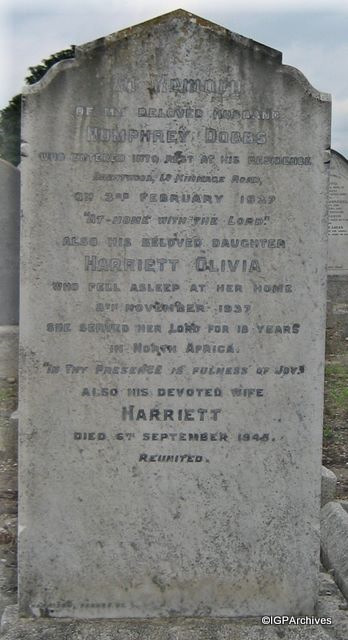 In Memory
OF MY BELOVED HUSBAND
HUMPHREY DOBBS
WHO ENTERED INTO REST AT HIS RESIDENCE
KIMMAGE ROAD,
ON 3RD FEBRUARY 1927
"AT-HOME WITH THE LORD."
ALSO HIS BELOVED DAUGHTER
HARRIETT OLIVIA
WHO FELL ASLEEP AT HER HOME
8TH NOVEMBER 1937
SHE SERVED HER LORD FOR 18 YEARS
IN NORTH AFRICA.
"IN THY PRESENCE IS FULNESS OF JOY"
ALSO HIS DEVOTED WIFE
HARRIETT
DIED 6TH SEPTEMBER 1945.
REUNITED.
©IGPArchives